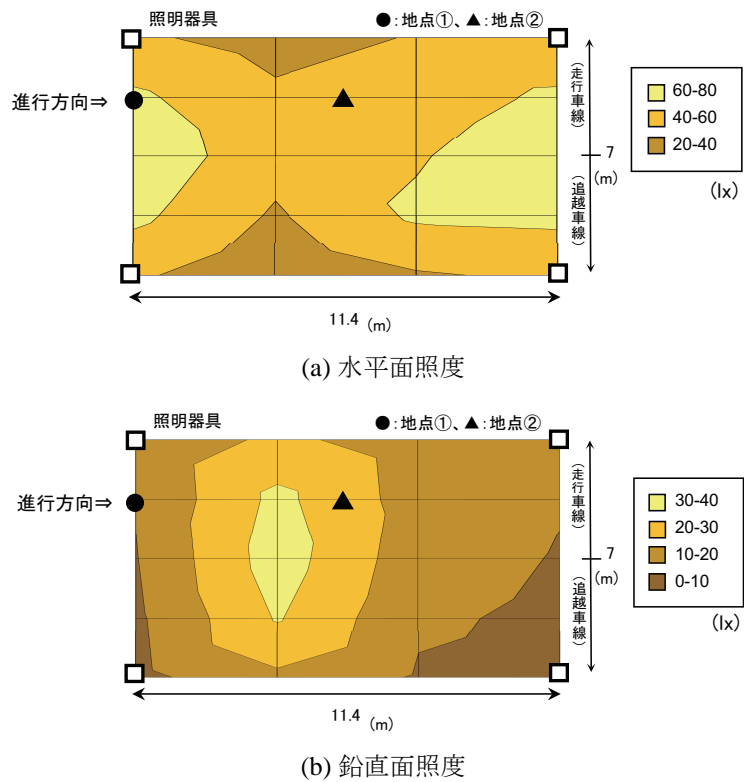 照明器具
●:地点①、▲:地点②
進行方向⇒
(走行車線)
7
(m)
(追越車線)
60-80
40-60
20-40
(lx)
11.4 (m)
(a) 水平面照度
照明器具
●:地点①、▲:地点②
進行方向⇒
(走行車線)
7
(m)
(追越車線)
30-40
20-30
10-20
0-10
(lx)
11.4 (m)
(b) 鉛直面照度